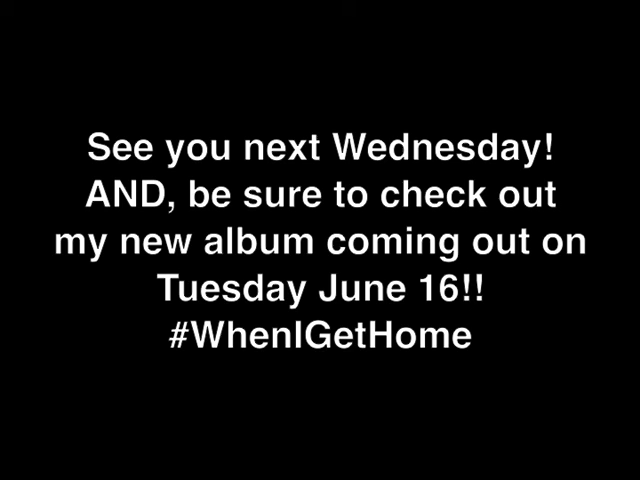 See you next Wednesday!
AND, be sure to check out
my new album coming out on
Tuesday June 16!!
#WhenIGetHome